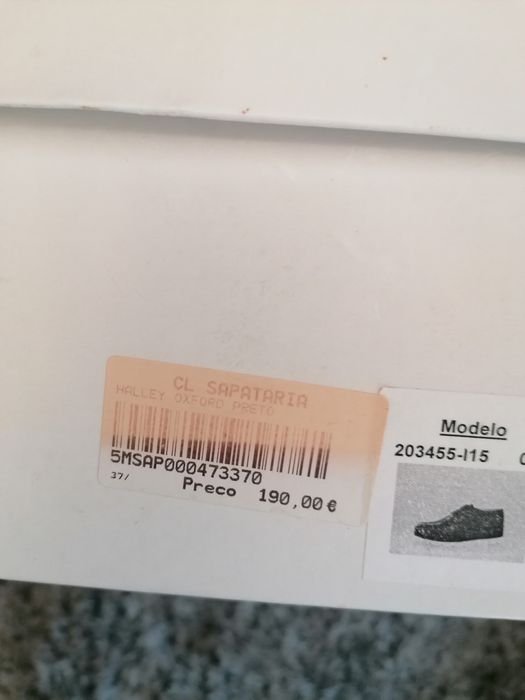 CL SAPATARIA
HALLEY OXFORD PRETO
5MSAP000473370
37/
Preco 190,00€
Modelo
203455-I15